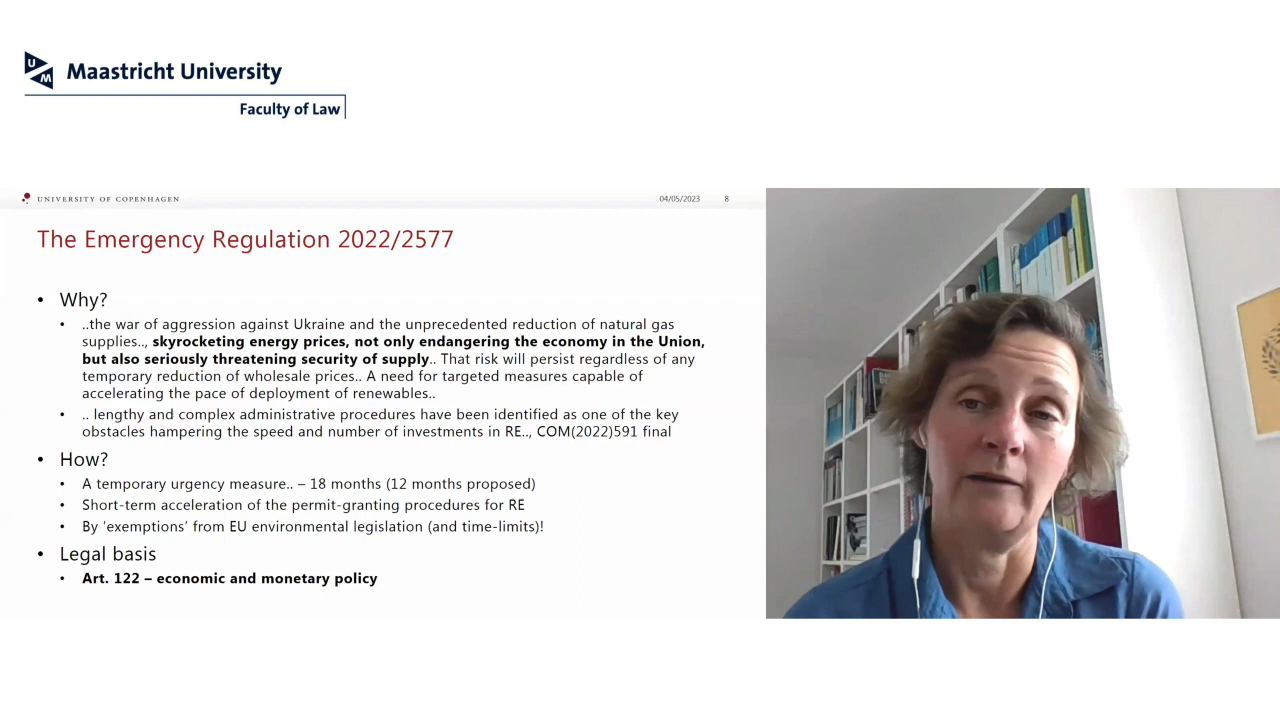 U
M
Maastricht University
Faculty of Law
UNIVERSITY OF COPENHAGEN
04/05/2023
8
The Emergency Regulation 2022/2577
• Why?
• ..the war of aggression against Ukraine and the unprecedented reduction of natural gas
supplies.., skyrocketing energy prices, not only endangering the economy in the Union,
but also seriously threatening security of supply.. That risk will persist regardless of any
temporary reduction of wholesale prices.. A need for targeted measures capable of
accelerating the pace of deployment of renewables..
• .. lengthy and complex administrative procedures have been identified as one of the key
obstacles hampering the speed and number of investments in RE.., COM(2022)591 final
• How?
• A temporary urgency measure.. – 18 months (12 months proposed)
• Short-term acceleration of the permit-granting procedures for RE
• By ‘exemptions’ from EU environmental legislation (and time-limits)!
• Legal basis
• Art. 122 – economic and monetary policy